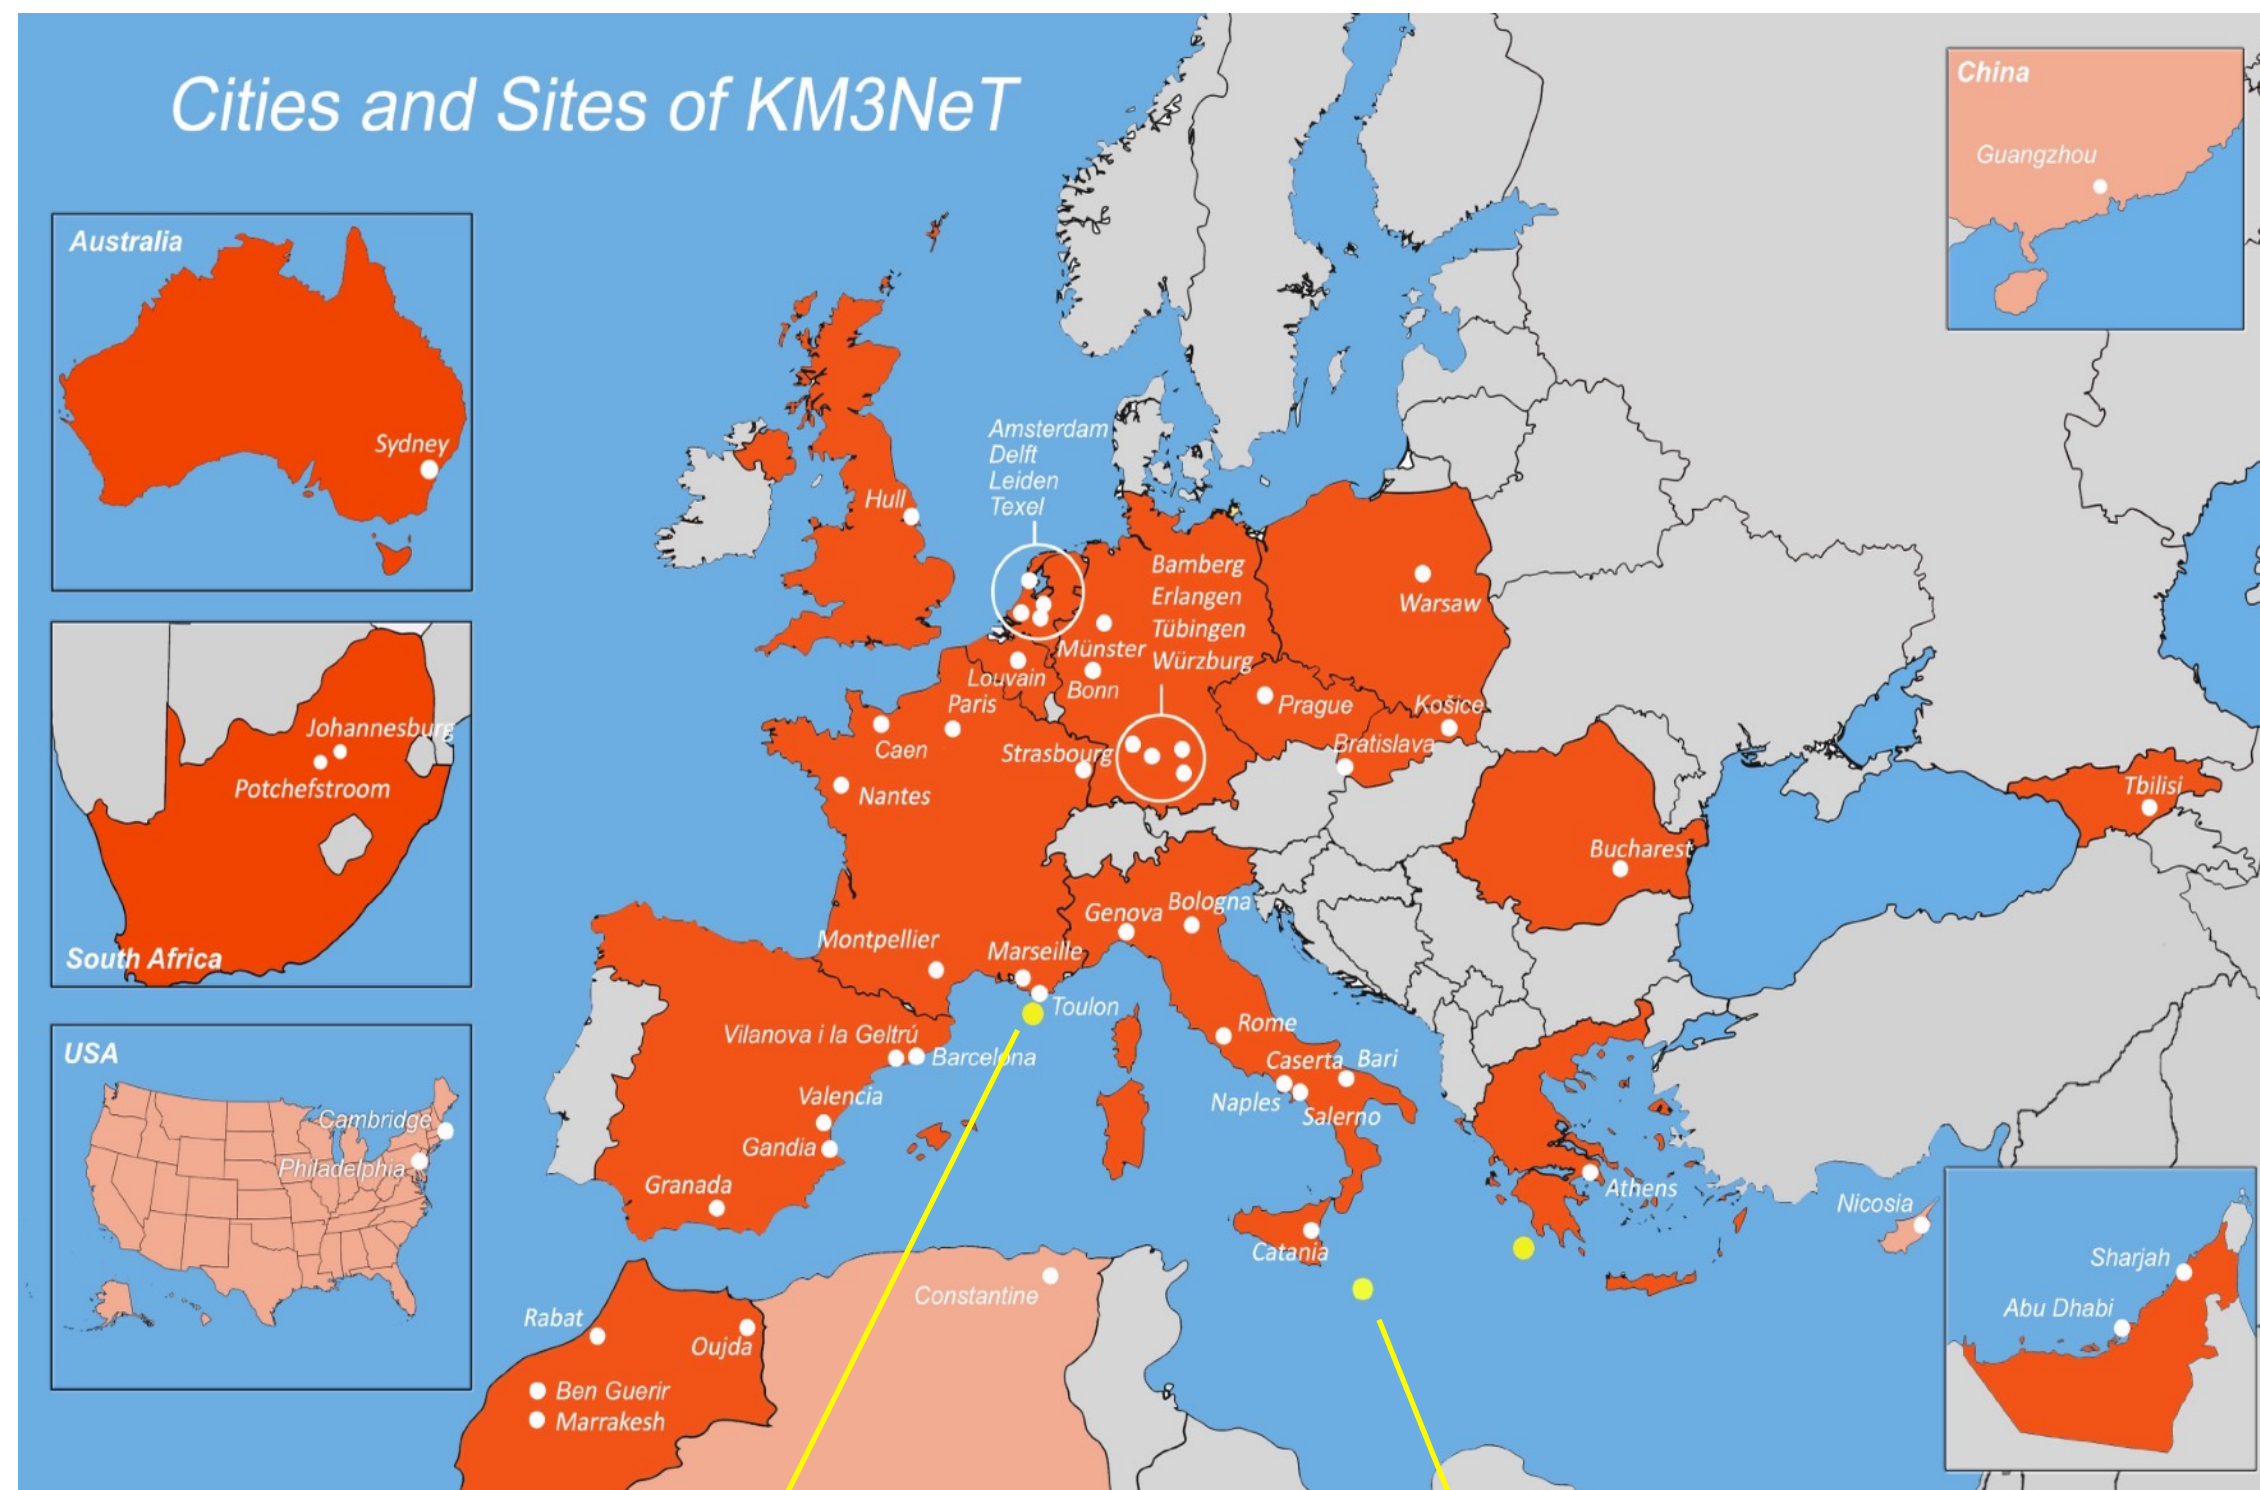 Cities and Sites of KM3NeT
China
Guangzhou
Australia
Sydney
Amsterdam
Delft
Leiden
Texel
Hull
Bamberg
Erlangen
Tübingen
Würzburg
Warsaw
Münster
Louvain
Bonn
Paris
Prague
Košice
Caen
Strasbourg
Bratislava
Nantes
Tbilisi
Bucharest
South Africa
Johannesburg
Potchefstroom
Genova
Bologna
Montpellier
Marseille
Toulon
Vilanova i la Geltrú
Barcelona
Rome
Caserta
Bari
Naples
Salerno
Valencia
Gandia
Granada
USA
Cambridge
Philadelphia
Athens
Nicosia
Catania
Constantine
Rabat
Oujda
Ben Guerir
Marrakesh
Sharjah
Abu Dhabi